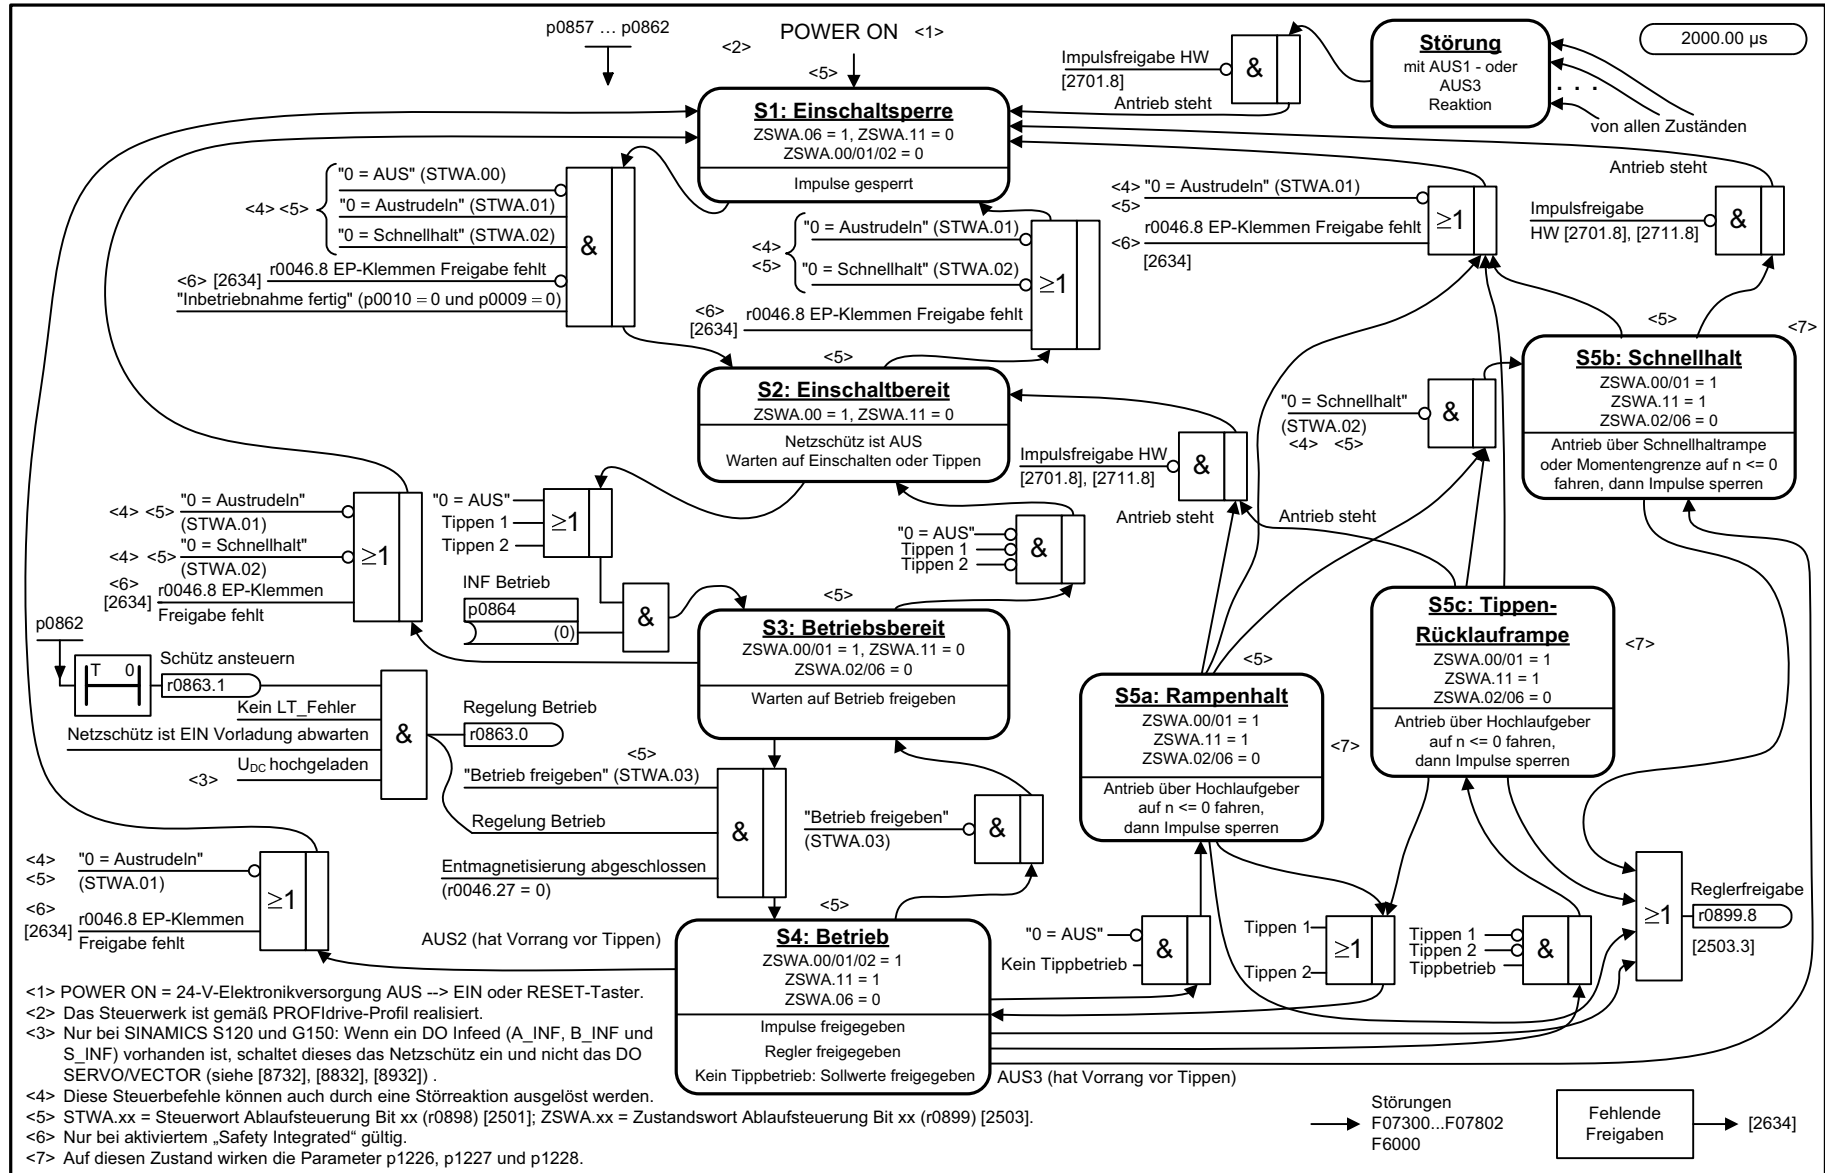 p0857 … p0862
<2>
POWER ON <1>
<5>
2000.00 µs
Störung
mit AUS1 - oder
AUS3
Reaktion
. . .
von allen Zuständen
Impulsfreigabe HW
[2701.8]
&
Antrieb steht
S1: Einschaltsperre
ZSWA.06 = 1, ZSWA.11 = 0
ZSWA.00/01/02 = 0
Impulse gesperrt
"0 = AUS" (STWA.00)
<4> <5>
"0 = Austrudeln" (STWA.01)
"0 = Schnellhalt" (STWA.02)
&
<6> [2634] r0046.8 EP-Klemmen Freigabe fehlt
"Inbetriebnahme fertig" (p0010 = 0 und p0009 = 0)
<4>
<5>
"0 = Austrudeln" (STWA.01)
"0 = Schnellhalt" (STWA.02)
≥1
<6>
[2634]
r0046.8 EP-Klemmen Freigabe fehlt
<4> "0 = Austrudeln" (STWA.01)
<5>
r0046.8 EP-Klemmen Freigabe fehlt
<6>
[2634]
≥1
Antrieb steht
Impulsfreigabe
HW [2701.8], [2711.8]
&
<5>
S2: Einschaltbereit
ZSWA.00 = 1, ZSWA.11 = 0
Netzschütz ist AUS
Warten auf Einschalten oder Tippen
<5>
<7>
S5b: Schnellhalt
ZSWA.00/01 = 1
ZSWA.11 = 1
ZSWA.02/06 = 0
Antrieb über Schnellhaltrampe
oder Momentengrenze auf n <= 0
fahren, dann Impulse sperren
"0 = Schnellhalt"
(STWA.02)
<4> <5>
&
Impulsfreigabe HW
[2701.8], [2711.8]
&
Antrieb steht
Antrieb steht
"0 = Austrudeln"
<4> <5>
(STWA.01)
"0 = Schnellhalt"
<4> <5>
(STWA.02)
<6>
[2634]
r0046.8 EP-Klemmen
Freigabe fehlt
≥1
"0 = AUS"
Tippen 1
Tippen 2
≥1
"0 = AUS"
Tippen 1
Tippen 2
&
INF Betrieb
p0864
(0)
&
<5>
S3: Betriebsbereit
ZSWA.00/01 = 1, ZSWA.11 = 0
ZSWA.02/06 = 0
Warten auf Betrieb freigeben
S5c: Tippen-
Rücklauframpe
ZSWA.00/01 = 1
ZSWA.11 = 1
ZSWA.02/06 = 0
Antrieb über Hochlaufgeber
auf n <= 0 fahren,
dann Impulse sperren
<7>
<5>
S5a: Rampenhalt
ZSWA.00/01 = 1
ZSWA.11 = 1
ZSWA.02/06 = 0
Antrieb über Hochlaufgeber
auf n <= 0 fahren,
dann Impulse sperren
<7>
p0862
T 0
Schütz ansteuern
r0863.1
Kein LT_Fehler
Netzschütz ist EIN Vorladung abwarten
UDC hochgeladen
<3>
&
Regelung Betrieb
r0863.0
<5>
"Betrieb freigeben" (STWA.03)
Regelung Betrieb
&
Entmagnetisierung abgeschlossen
(r0046.27 = 0)
"Betrieb freigeben"
(STWA.03)
&
<4>
<5>
"0 = Austrudeln"
(STWA.01)
<6>
[2634]
r0046.8 EP-Klemmen
Freigabe fehlt
≥1
AUS2 (hat Vorrang vor Tippen)
<5>
S4: Betrieb
ZSWA.00/01/02 = 1
ZSWA.11 = 1
ZSWA.06 = 0
Impulse freigegeben
Regler freigegeben
Kein Tippbetrieb: Sollwerte freigegeben
AUS3 (hat Vorrang vor Tippen)
"0 = AUS"
Kein Tippbetrieb
&
Tippen 1
Tippen 2
≥1
Tippen 1
Tippen 2
Tippbetrieb
&
≥1
Reglerfreigabe
r0899.8
[2503.3]
<1> POWER ON = 24-V-Elektronikversorgung AUS --> EIN oder RESET-Taster.
<2> Das Steuerwerk ist gemäß PROFIdrive-Profil realisiert.
<3> Nur bei SINAMICS S120 und G150: Wenn ein DO Infeed (A_INF, B_INF und
S_INF) vorhanden ist, schaltet dieses das Netzschütz ein und nicht das DO
SERVO/VECTOR (siehe [8732], [8832], [8932]) .
<4> Diese Steuerbefehle können auch durch eine Störreaktion ausgelöst werden.
<5> STWA.xx = Steuerwort Ablaufsteuerung Bit xx (r0898) [2501]; ZSWA.xx = Zustandswort Ablaufsteuerung Bit xx (r0899) [2503].
<6> Nur bei aktiviertem „Safety Integrated“ gültig.
<7> Auf diesen Zustand wirken die Parameter p1226, p1227 und p1228.
Störungen
F07300...F07802
F6000
Fehlende
Freigaben
[2634]